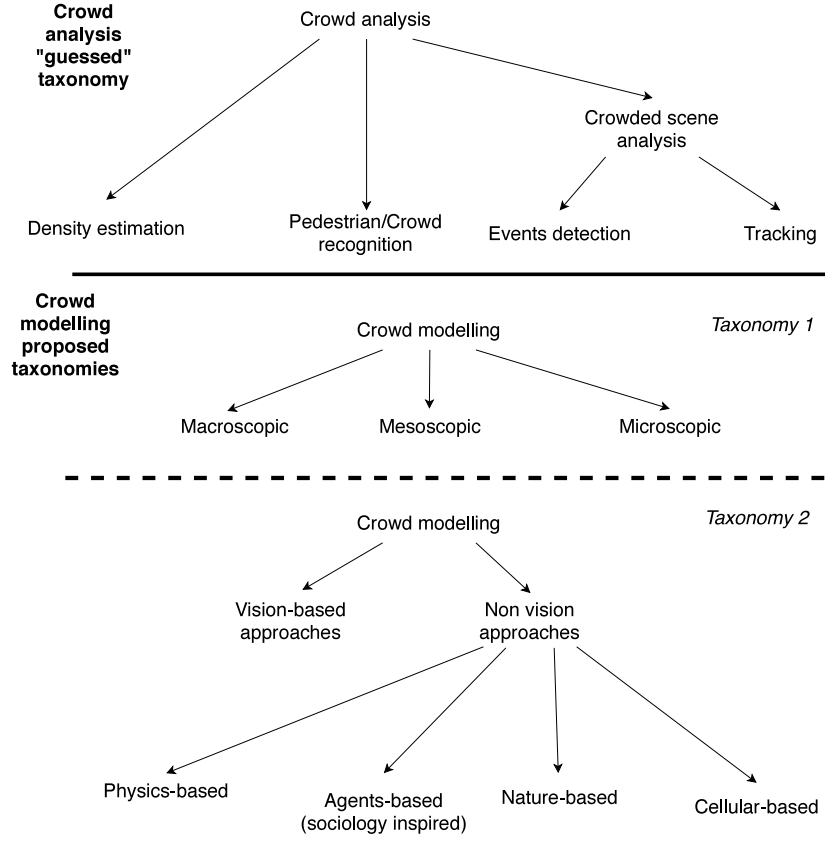 Crowd
analysis
"guessed"
taxonomy
Crowd analysis
Crowded scene
analysis
Density estimation
Pedestrian/Crowd
recognition
Events detection
Tracking
Crowd
modelling
proposed
taxonomies
Taxonomy 1
Crowd modelling
Macroscopic
Mesoscopic
Microscopic
Taxonomy 2
Crowd modelling
Vision-based
approaches
Non vision
approaches
Physics-based
Agents-based
(sociology inspired)
Nature-based
Cellular-based